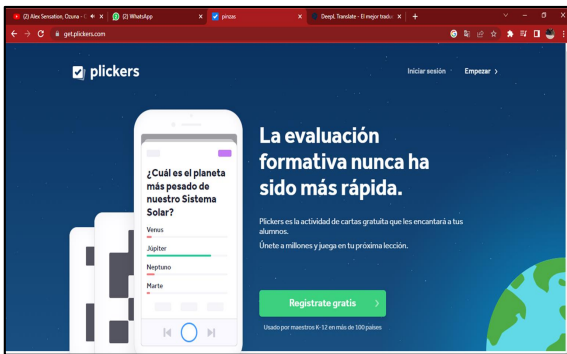 (2) Alex Sensation, Ozuna - C
(2) WhatsApp
pinzas
DeepL Translate - El mejor traduc
get.plickers.com
plickers
Iniciar sesión
Empezar >
¿Cuál es el planeta
más pesado de
nuestro Sistema
Solar?
Venus
Júpiter
Neptuno
Marte
La evaluación
formativa nunca ha
sido más rápida.
Plickers es la actividad de cartas gratuita que les encantará a tus
alumnos.
Únete a millones y juega en tu próxima lección.
Registrate gratis >
Usado por maestros K-12 en más de 100 países